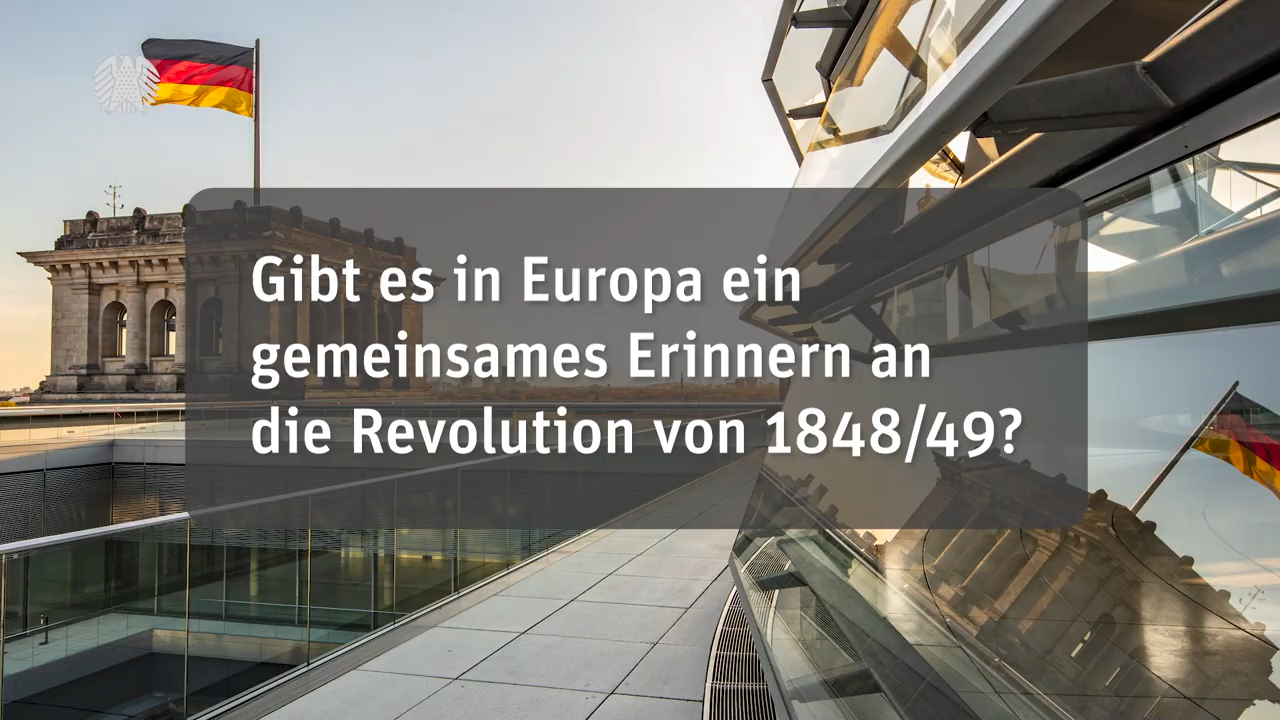 Gibt es in Europa ein
gemeinsames Erinnern an
die Revolution von 1848/49?